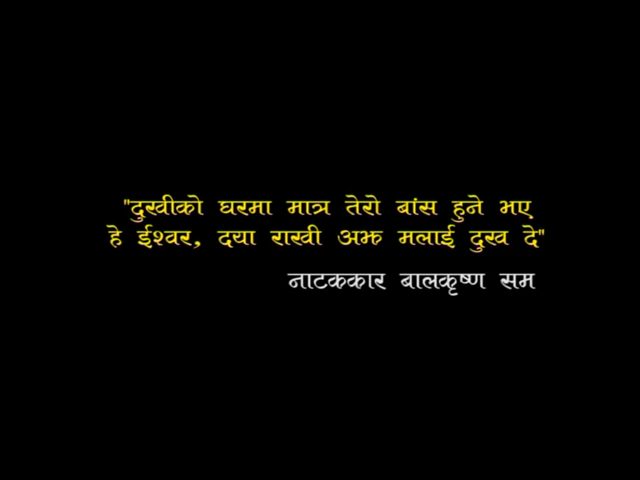 "दुखीको घरमा मात्र तेरो बांस हुने भए
हे ईश्वर, दया राखी अझ मलाई दुख दे"
नाटककार बालकृष्ण सम